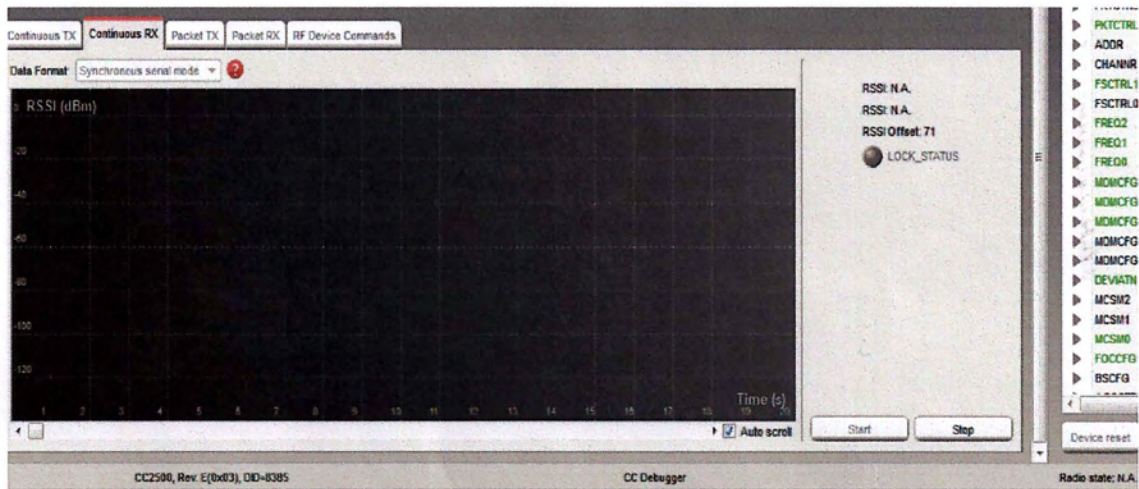 Continuous TX Continuous RX Packet TX Packet RX RF Device Commands
Data Format Synchronous serial mode ?
RSSI (dBm)
0
-20
-40
-60
-80
-100
-120
Time (s)
1 2 3 4 5 6 7 8 9 10 11 12 13 14 15 16 17 18 19 20
Auto scroll
RSSI: N.A.
RSSI: N.A.
RSSI Offset: 71
LOCK_STATUS
Start Stop
PKTCTRL
ADDR
CHANNR
FSCTRL1
FSCTRL0
FREQ2
FREQ1
FREQ0
MDMCFG
MDMCFG
MDMCFG
MDMCFG
MDMCFG
DEVIATN
MCSM2
MCSM1
MCSM0
FOCCFG
BSCFG
Device reset
CC2500, Rev. E(0x03), DID=8385 CC Debugger Radio state: N.A.